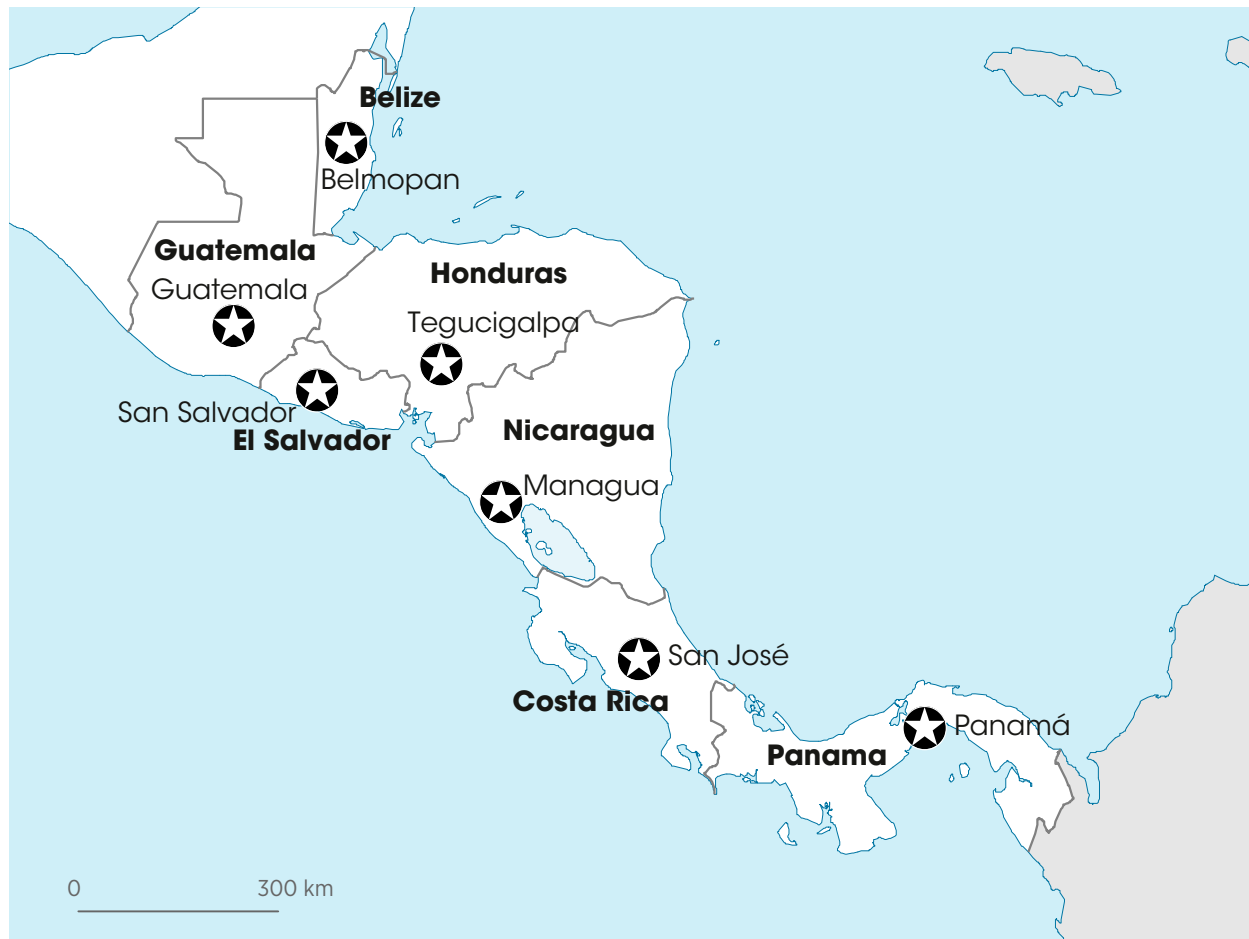 Belize
Belmopan
Guatemala
Guatemala
Honduras
Tegucigalpa
San Salvador
El Salvador
Nicaragua
Managua
San José
Costa Rica
Panamá
Panama
0 300 km